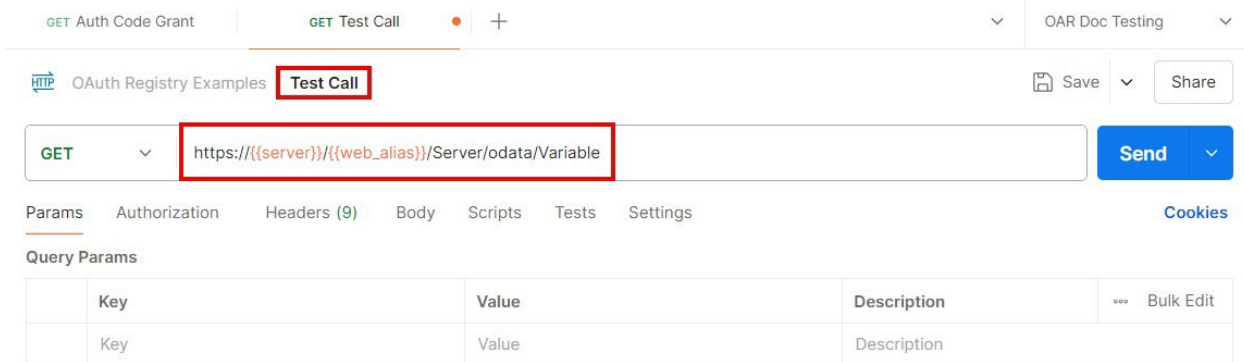 GET Auth Code Grant GET Test Call OAR Doc Testing
HTTP OAuth Registry Examples Test Call Save Share
GET https://{{server}}/{{web_alias}}/Server/odata/Variable Send
Params Authorization Headers (9) Body Scripts Tests Settings Cookies
Query Params
Key Value Description Bulk Edit
Key Value Description